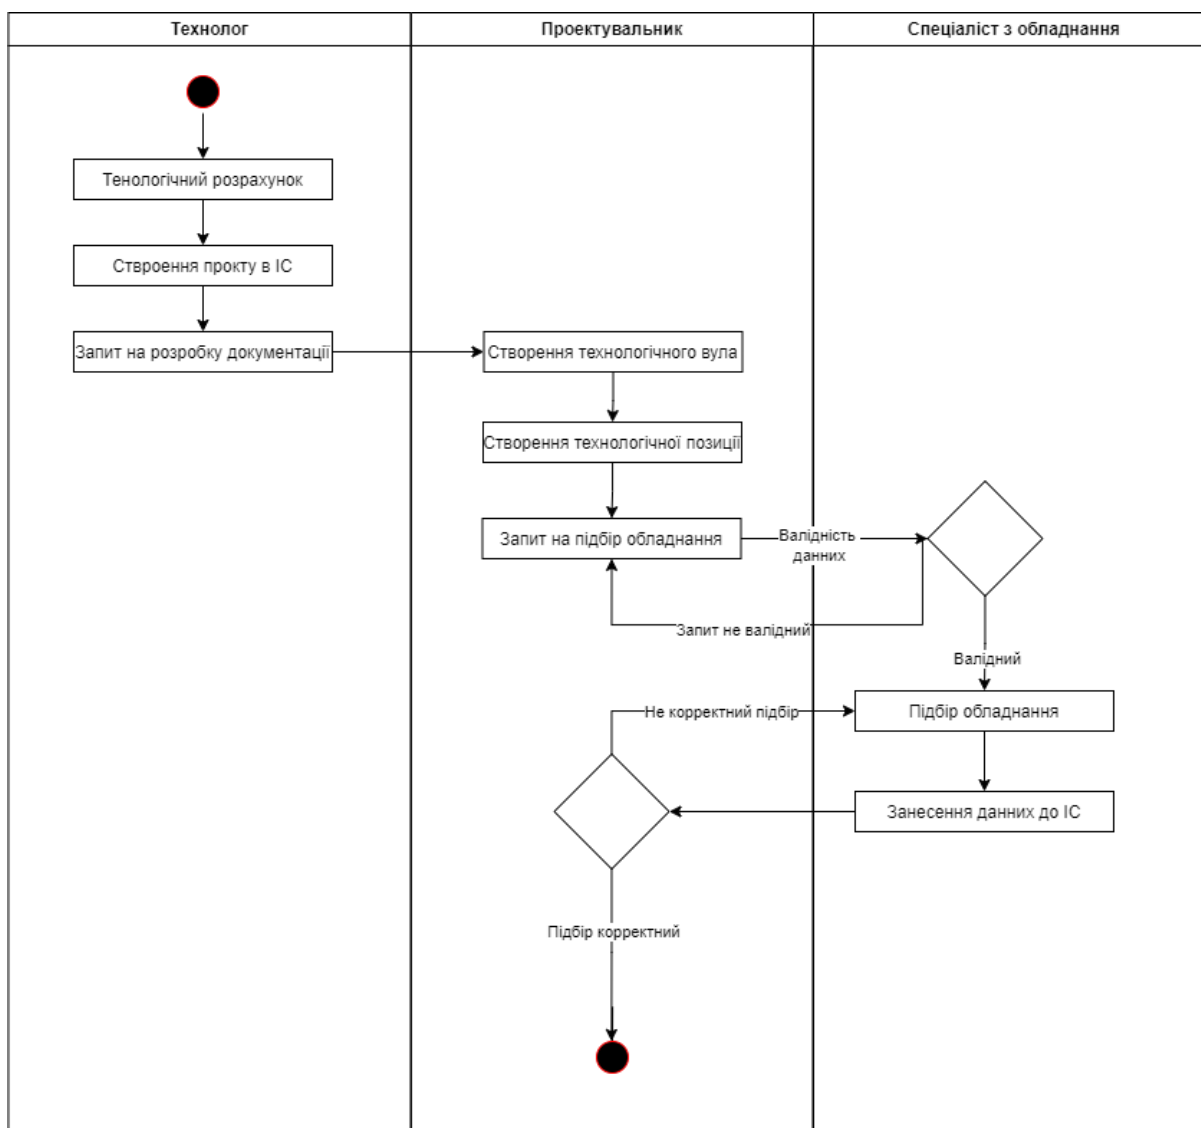 Технолог
Проектувальник
Спеціаліст з обладнання
Тенологічний розрахунок
Ствроення прокту в ІС
Запит на розробку документації
Створення технологічного вула
Створення технологічної позиції
Запит на підбір обладнання
Валідність
данних
Запит не валідний
Валідний
Не корректний підбір
Підбір обладнання
Занесення данних до ІС
Підбір корректний